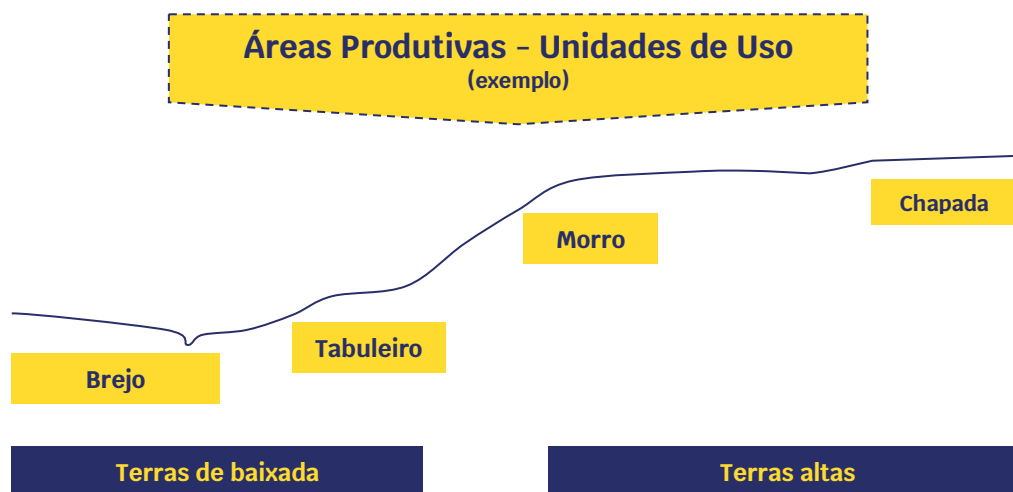 Áreas Produtivas - Unidades de Uso
(exemplo)
Chapada
Morro
Tabuleiro
Brejo
Terras de baixada
Terras altas